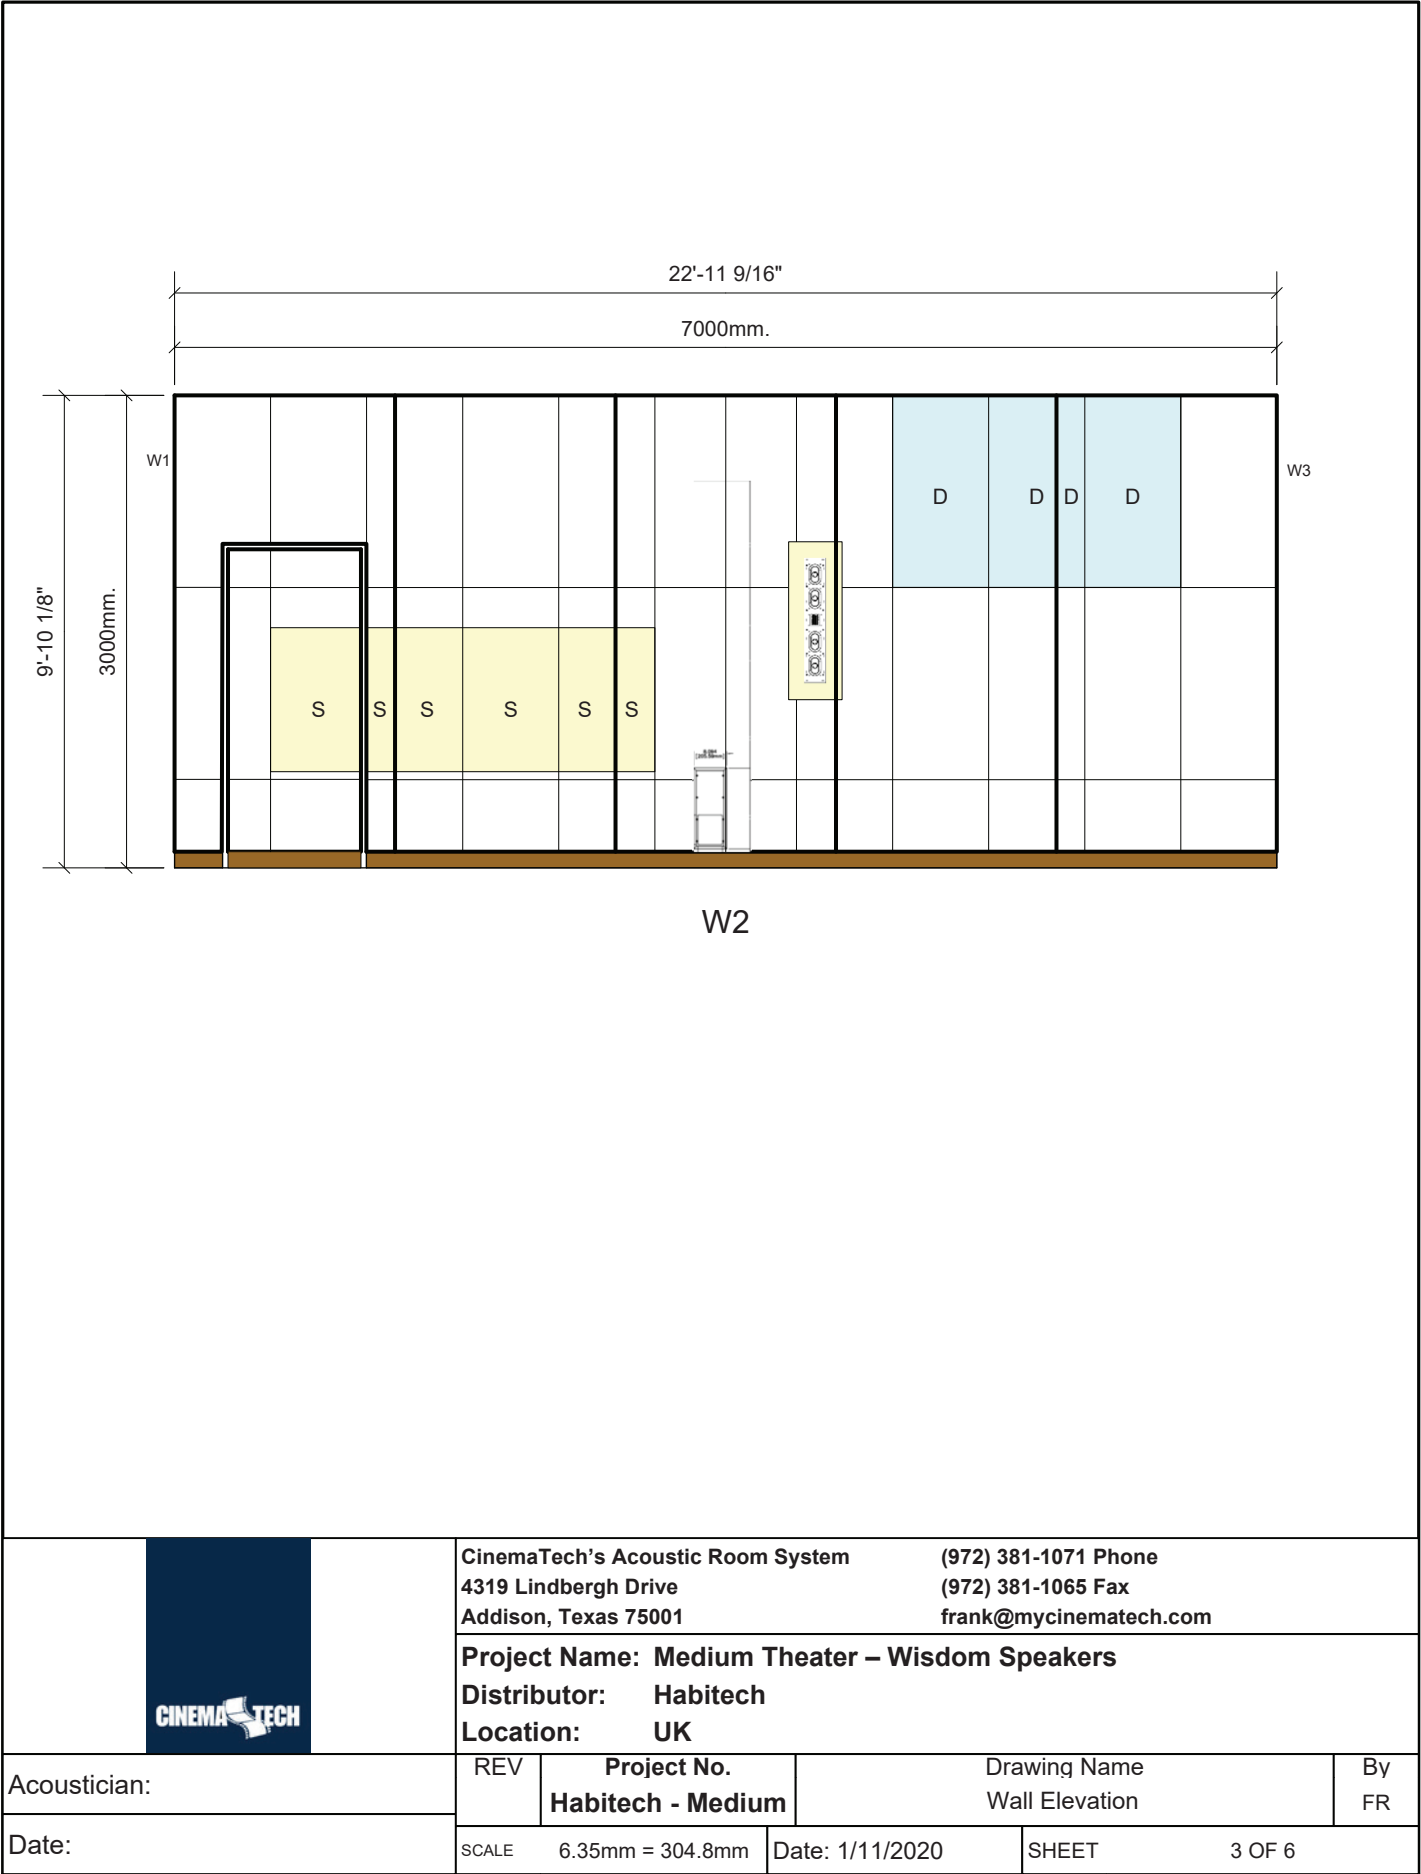 22'-11 9/16"
7000mm.
W1
W3
9'-10 1/8"
3000mm.
D D D D
S S S S S S
W2
CINEMA TECH
CinemaTech's Acoustic Room System (972) 381-1071 Phone
4319 Lindbergh Drive (972) 381-1065 Fax
Addison, Texas 75001 frank@mycinematech.com
Project Name: Medium Theater – Wisdom Speakers
Distributor: Habitech
Location: UK
Acoustician:
Date:
REV Project No. Drawing Name By
Habitech - Medium Wall Elevation FR
SCALE 6.35mm = 304.8mm Date: 1/11/2020 SHEET 3 OF 6